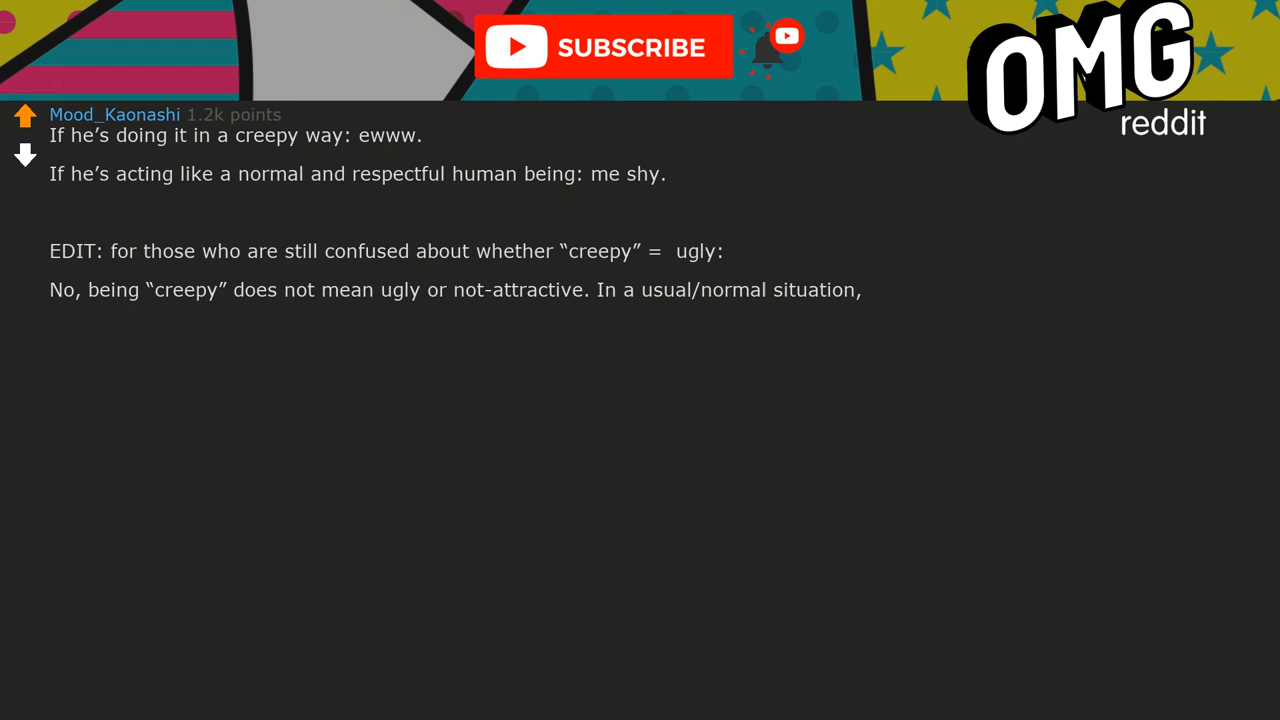 SUBSCRIBE
OMG
reddit
Mood_Kaonashi 1.2k points
If he’s doing it in a creepy way: ewww.
If he’s acting like a normal and respectful human being: me shy.
EDIT: for those who are still confused about whether “creepy” =  ugly:
No, being “creepy” does not mean ugly or not-attractive. In a usual/normal situation,